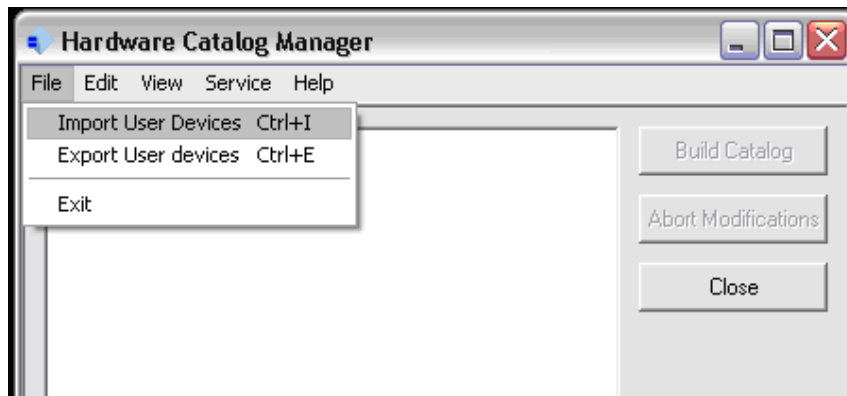 Hardware Catalog Manager
File Edit View Service Help
Import User Devices Ctrl+I
Export User devices Ctrl+E
Exit
Build Catalog
Abort Modifications
Close